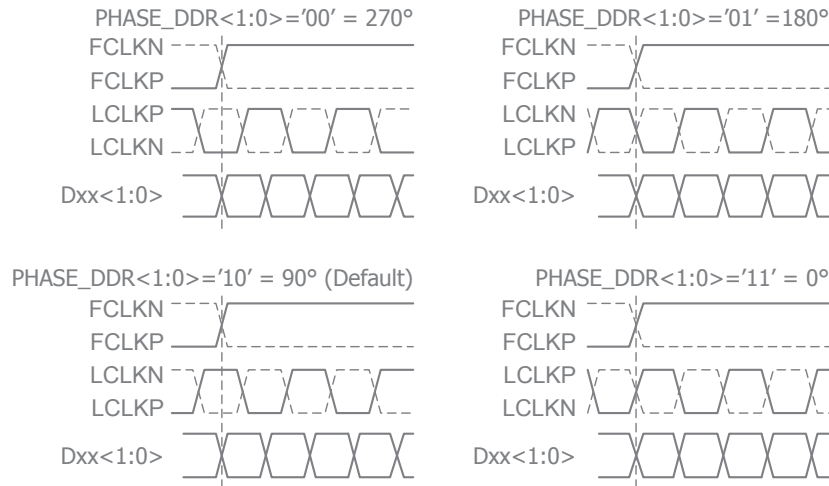 PHASE_DDR<1:0>='00' = 270°
FCLKN
FCLKP
LCLKP
LCLKN
Dxx<1:0>
PHASE_DDR<1:0>='01' =180°
FCLKN
FCLKP
LCLKN
LCLKP
Dxx<1:0>
PHASE_DDR<1:0>='10' = 90° (Default)
FCLKN
FCLKP
LCLKN
LCLKP
Dxx<1:0>
PHASE_DDR<1:0>='11' = 0°
FCLKN
FCLKP
LCLKP
LCLKN
Dxx<1:0>